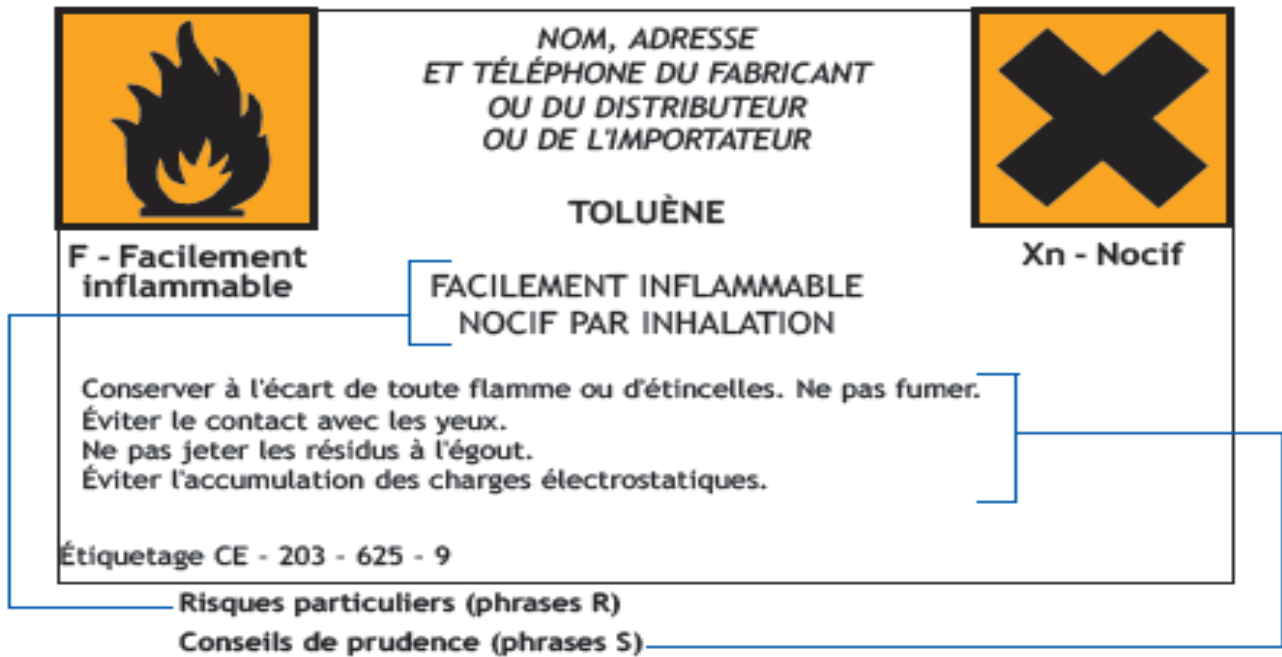 NOM, ADRESSE
ET TÉLÉPHONE DU FABRICANT
OU DU DISTRIBUTEUR
OU DE L'IMPORTATEUR
TOLUÈNE
F - Facilement
inflammable
Xn - Nocif
FACILEMENT INFLAMMABLE
NOCIF PAR INHALATION
Conserver à l'écart de toute flamme ou d'étincelles. Ne pas fumer.
Éviter le contact avec les yeux.
Ne pas jeter les résidus à l'égout.
Éviter l'accumulation des charges électrostatiques.
Étiquetage CE - 203 - 625 - 9
Risques particuliers (phrases R)
Conseils de prudence (phrases S)